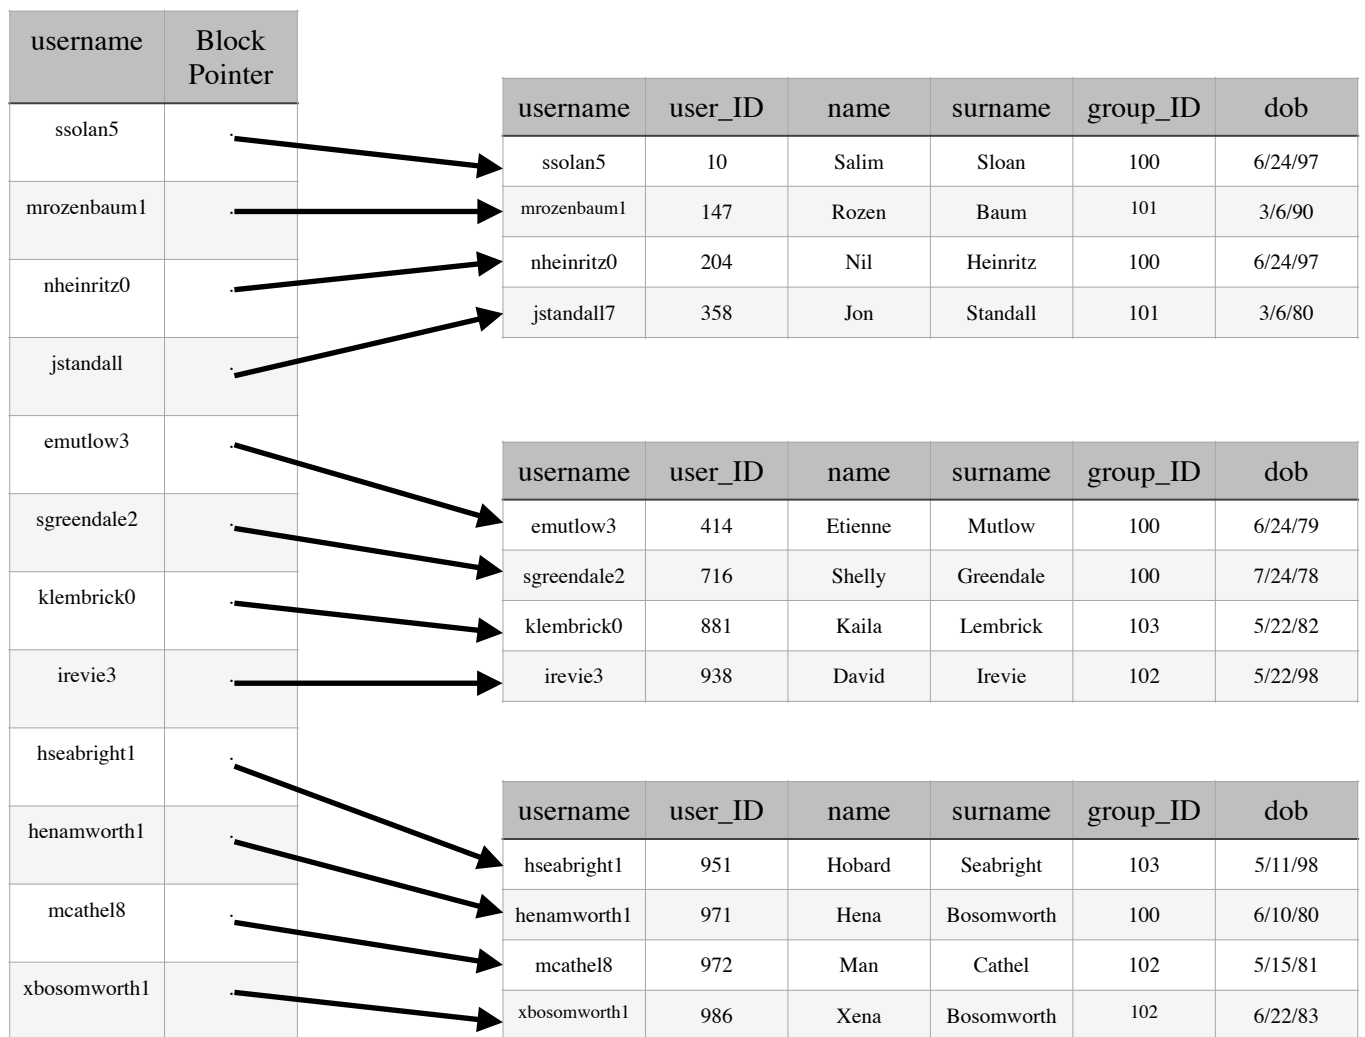 username Block Pointer
ssolan5
mrozenbaum1
nheinritz0
jstandall
emutlow3
sgreendale2
klembrick0
irevie3
hseabright1
henamworth1
mcathel8
xbosomworth1
username user_ID name surname group_ID dob
ssolan5 10 Salim Sloan 100 6/24/97
mrozenbaum1 147 Rozen Baum 101 3/6/90
nheinritz0 204 Nil Heinritz 100 6/24/97
jstandall7 358 Jon Standall 101 3/6/80
username user_ID name surname group_ID dob
emutlow3 414 Etienne Mutlow 100 6/24/79
sgreendale2 716 Shelly Greendale 100 7/24/78
klembrick0 881 Kaila Lembrick 103 5/22/82
irevie3 938 David Irevie 102 5/22/98
username user_ID name surname group_ID dob
hseabright1 951 Hobard Seabright 103 5/11/98
henamworth1 971 Hena Bosomworth 100 6/10/80
mcathel8 972 Man Cathel 102 5/15/81
xbosomworth1 986 Xena Bosomworth 102 6/22/83